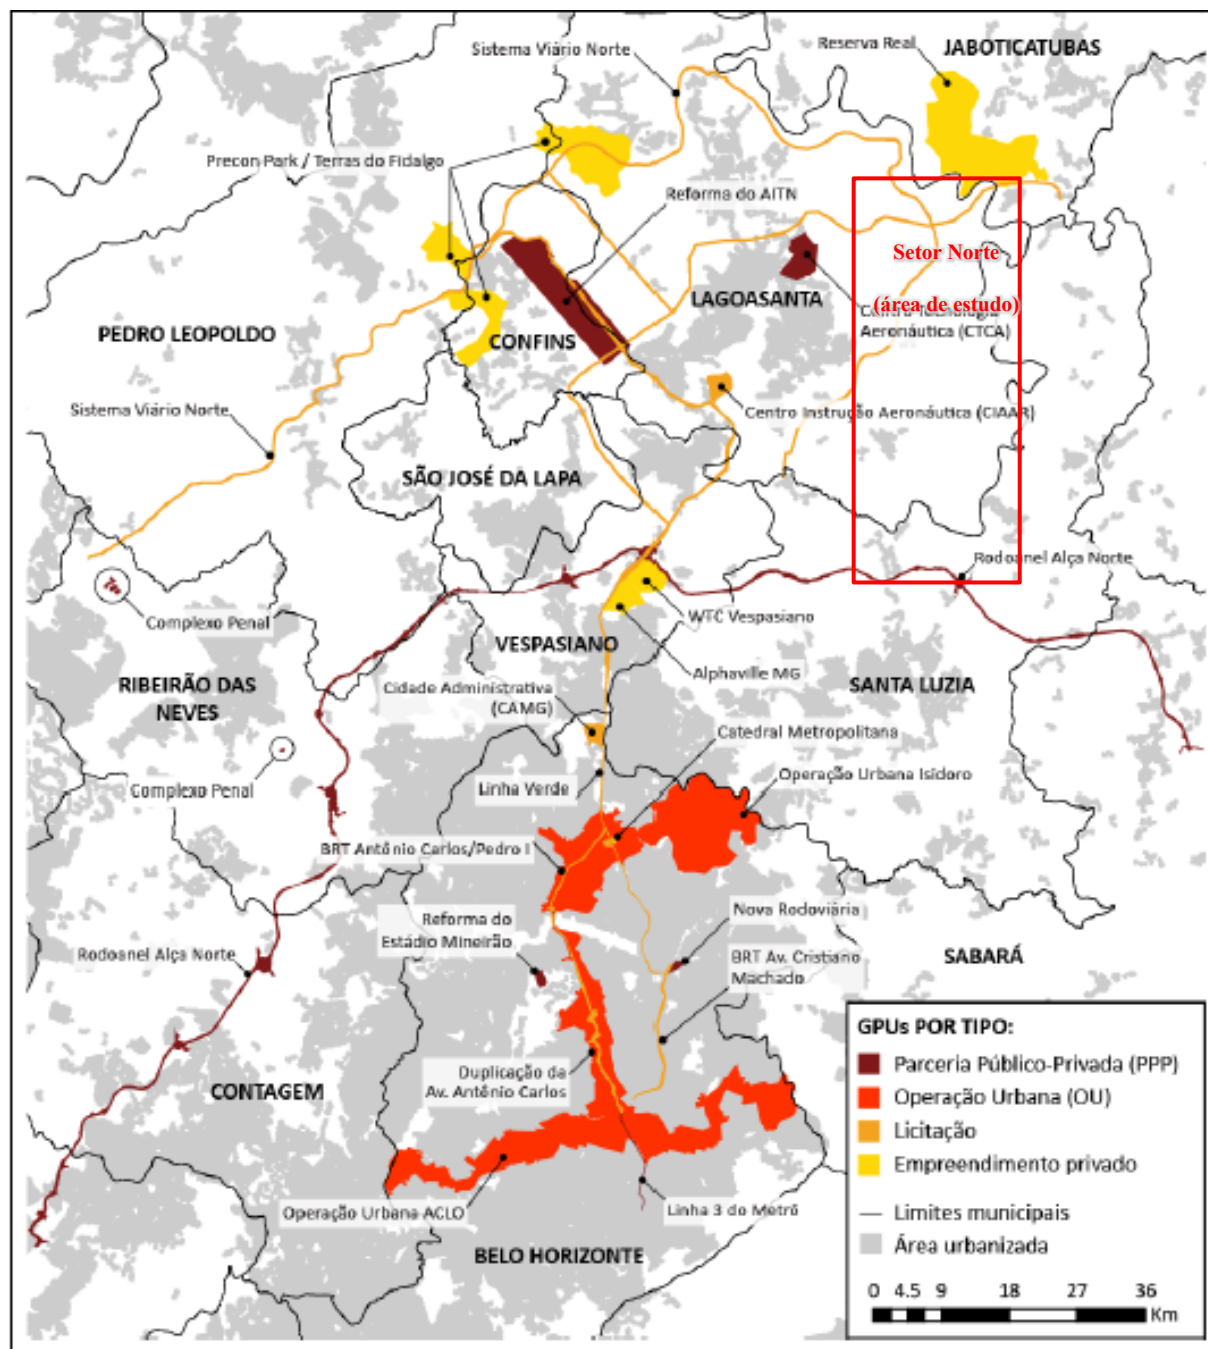 Sistema Viário Norte
Reserva Real
JABOTICATUBAS
Precon Park / Terras do Fidalgo
Reforma do AITN
Setor Norte
(área de estudo)
LAGOASANTA
Centro Tecnologia
Aeronáutica (CTCA)
PEDRO LEOPOLDO
CONFINS
Sistema Viário Norte
Centro Instrução Aeronáutica (CIAAR)
SÃO JOSÉ DA LAPA
Rodoanel Alça Norte
Complexo Penal
WTC Vespasiano
VESPASIANO
Alphaville MG
RIBEIRÃO DAS
NEVES
Cidade Administrativa
(CAMG)
SANTA LUZIA
Catedral Metropolitana
Complexo Penal
Linha Verde
Operação Urbana Isidoro
BRT Antônio Carlos/Pedro I
Reforma do
Estádio Mineirão
Nova Rodoviária
Rodoanel Alça Norte
BRT Av. Cristiano
Machado
SABARÁ
Duplicação da
Av. Antônio Carlos
CONTAGEM
Operação Urbana ACLO
Linha 3 do Metrô
BELO HORIZONTE
GPUs POR TIPO:
Parceria Público-Privada (PPP)
Operação Urbana (OU)
Licitação
Empreendimento privado
Limites municipais
Área urbanizada
0 4.5 9 18 27 36
Km